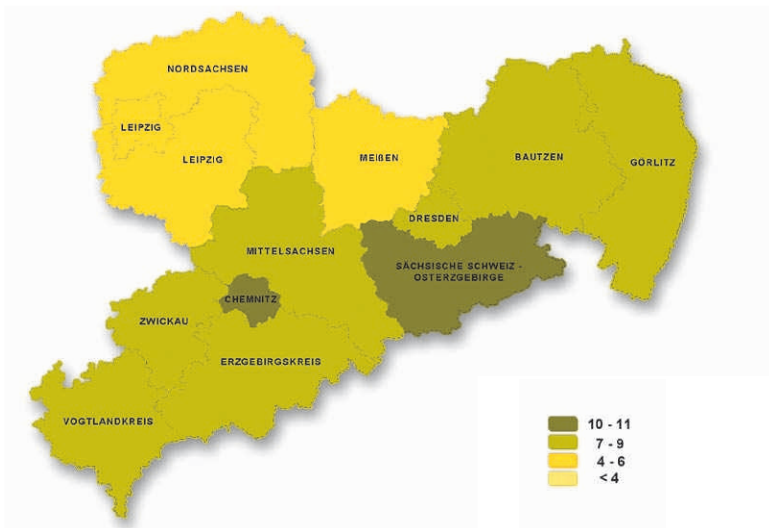 NORDSACHSEN
LEIPZIG
LEIPZIG
MEIßEN
BAUTZEN
GÖRLITZ
DRESDEN
MITTELSACHSEN
SÄCHSISCHE SCHWEIZ -
OSTERZGEBIRGE
CHEMNITZ
ZWICKAU
ERZGEBIRGSKREIS
VOGTLANDKREIS
10 - 11
7 - 9
4 - 6
< 4